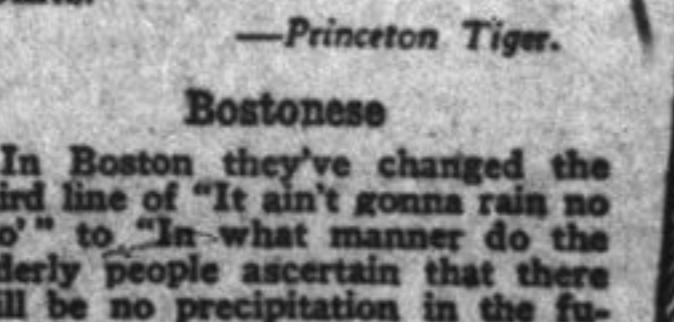 —Princeton Tiger.
Bostonese
In Boston they've changed the
ird line of "It ain't gonna rain no
o'" to "In what manner do the
derly people ascertain that there
ill be no precipitation in the fu-